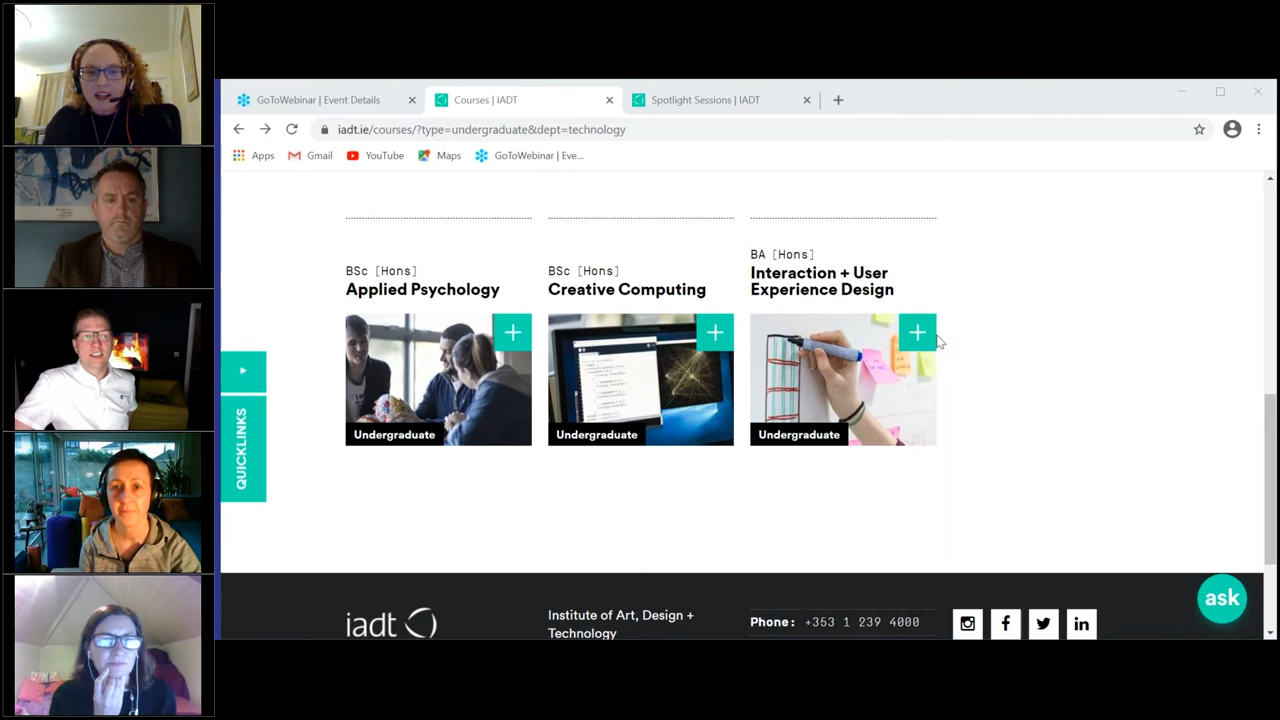 GoToWebinar | Event Details
Courses | IADT
Spotlight Sessions | IADT
iadt.ie/courses/?type=undergraduate&dept=technology
Apps
Gmail
YouTube
Maps
GoToWebinar | Eve...
BSc [Hons]
Applied Psychology
BSc [Hons]
Creative Computing
BA [Hons]
Interaction + User
Experience Design
Undergraduate
Undergraduate
Undergraduate
QUICKLINKS
iadt
Institute of Art, Design +
Technology
Phone: +353 1 239 4000
ask